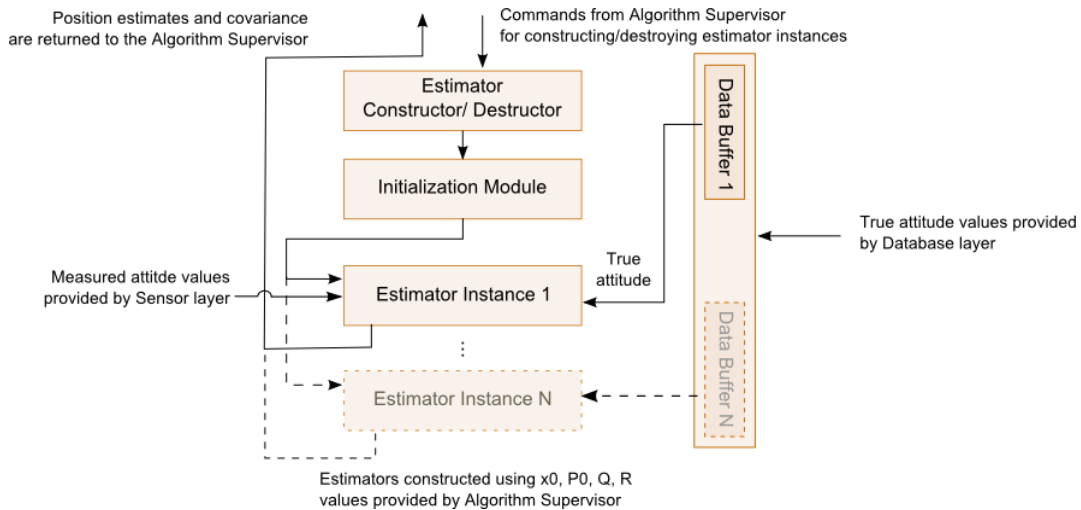 Position estimates and covariance
are returned to the Algorithm Supervisor
Commands from Algorithm Supervisor
for constructing/destroying estimator instances
Estimator
Constructor/ Destructor
Data Buffer 1
Initialization Module
True attitude values provided
by Database layer
Measured attitde values
provided by Sensor layer
True
attitude
Estimator Instance 1
...
Data Buffer N
Estimator Instance N
Estimators constructed using x0, P0, Q, R
values provided by Algorithm Supervisor